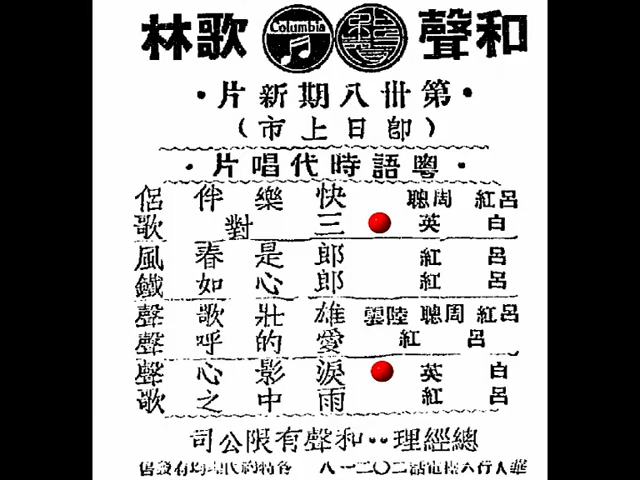 和聲 Columbia 歌林
·第卅八期新片·
(即日上市)
·粵語時代唱片·
呂紅 周聰 快樂伴侶
白英 三對歌
呂紅 郎是春風
呂紅 郎心如鐵
呂紅 周聰 陸 雄壯歌聲
呂紅 愛的呼聲
白英 淚影心聲
呂紅 雨中之歌
總經理··和聲有限公司
華人行六樓電話二〇二一八 各特約代理均有發售